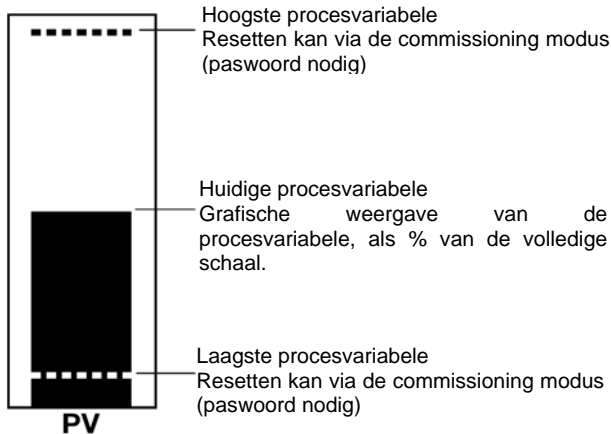 Hoogste procesvariabele
Resetten kan via de commissioning modus
(paswoord nodig)
Huidige procesvariabele
Grafische weergave van de
procesvariabele, als % van de volledige
schaal.
Laagste procesvariabele
Resetten kan via de commissioning modus
(paswoord nodig)
PV